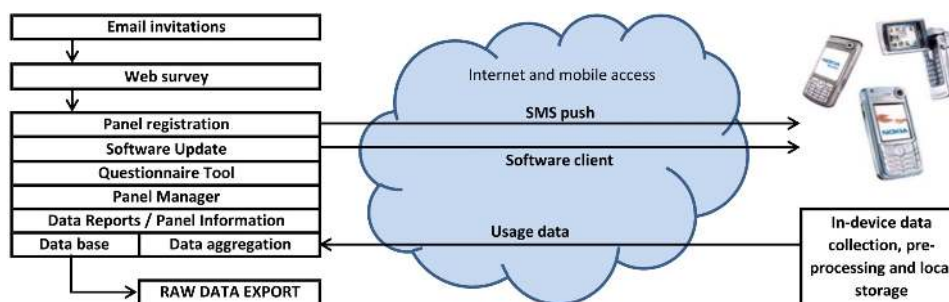 Email invitations
Web survey
Panel registration
Software Update
Questionnaire Tool
Panel Manager
Data Reports / Panel Information
Data base
Data aggregation
RAW DATA EXPORT
Internet and mobile access
SMS push
Software client
Usage data
NOKIA
In-device data
collection, pre-
processing and local
storage